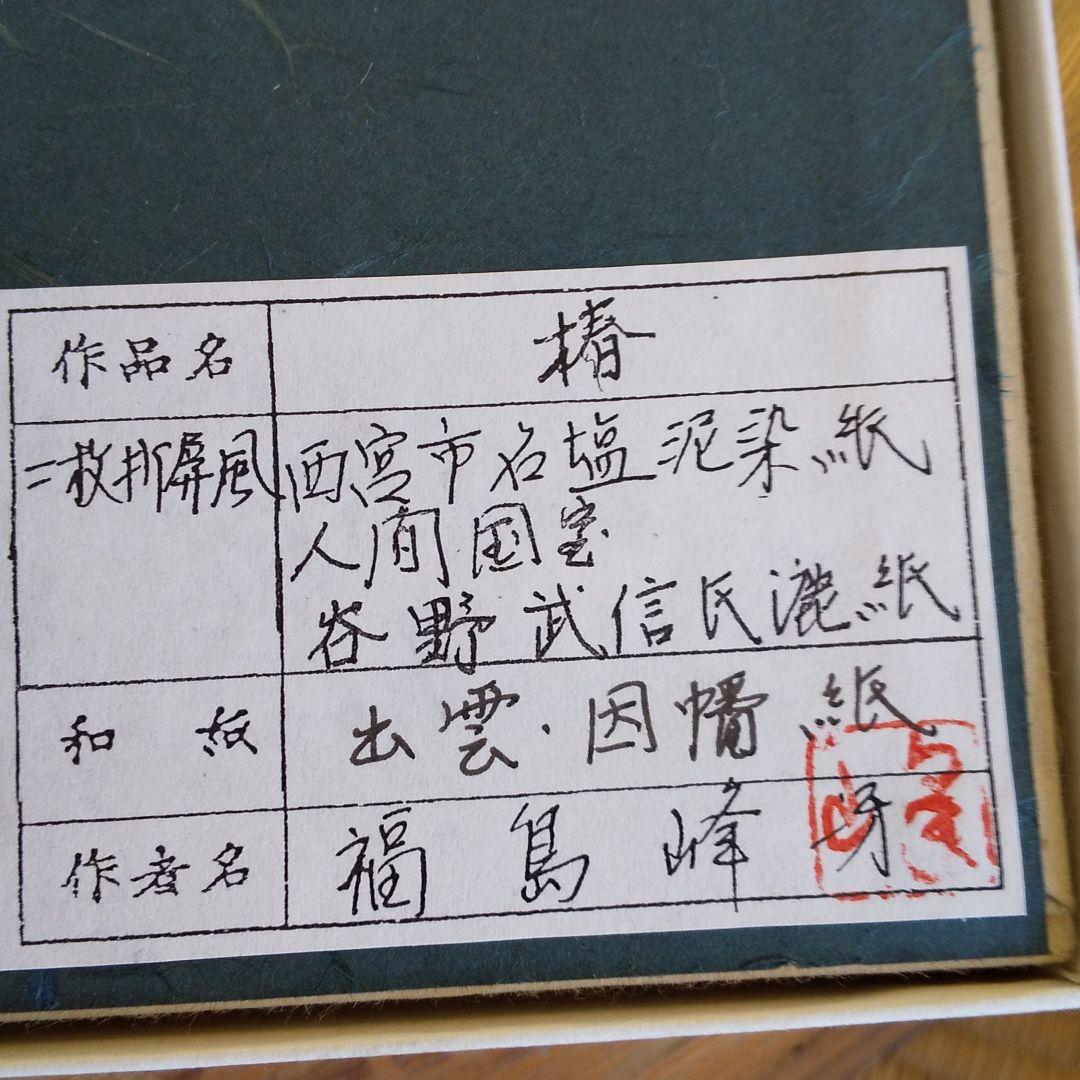 作品名
椿
二枚折屏風
西宮市名塩泥染紙
人間国宝
谷野武信氏漉紙
和紙
出雲・因幡紙
作者名
福島峰